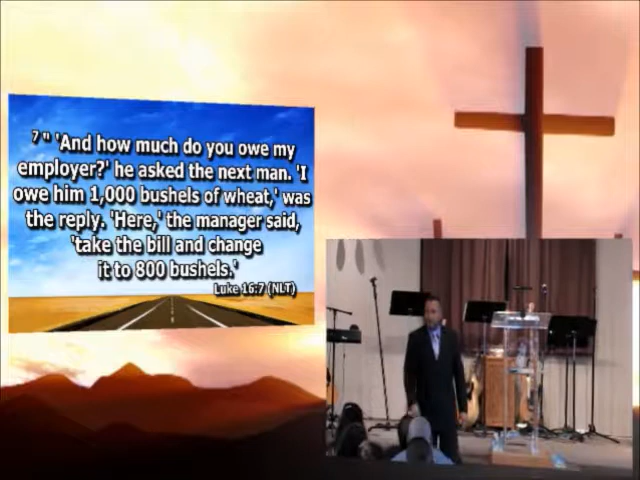 7 " 'And how much do you owe my
employer?' he asked the next man. 'I
owe him 1,000 bushels of wheat,' was
the reply. 'Here,' the manager said,
'take the bill and change
it to 800 bushels.'
Luke 16:7 (NLT)